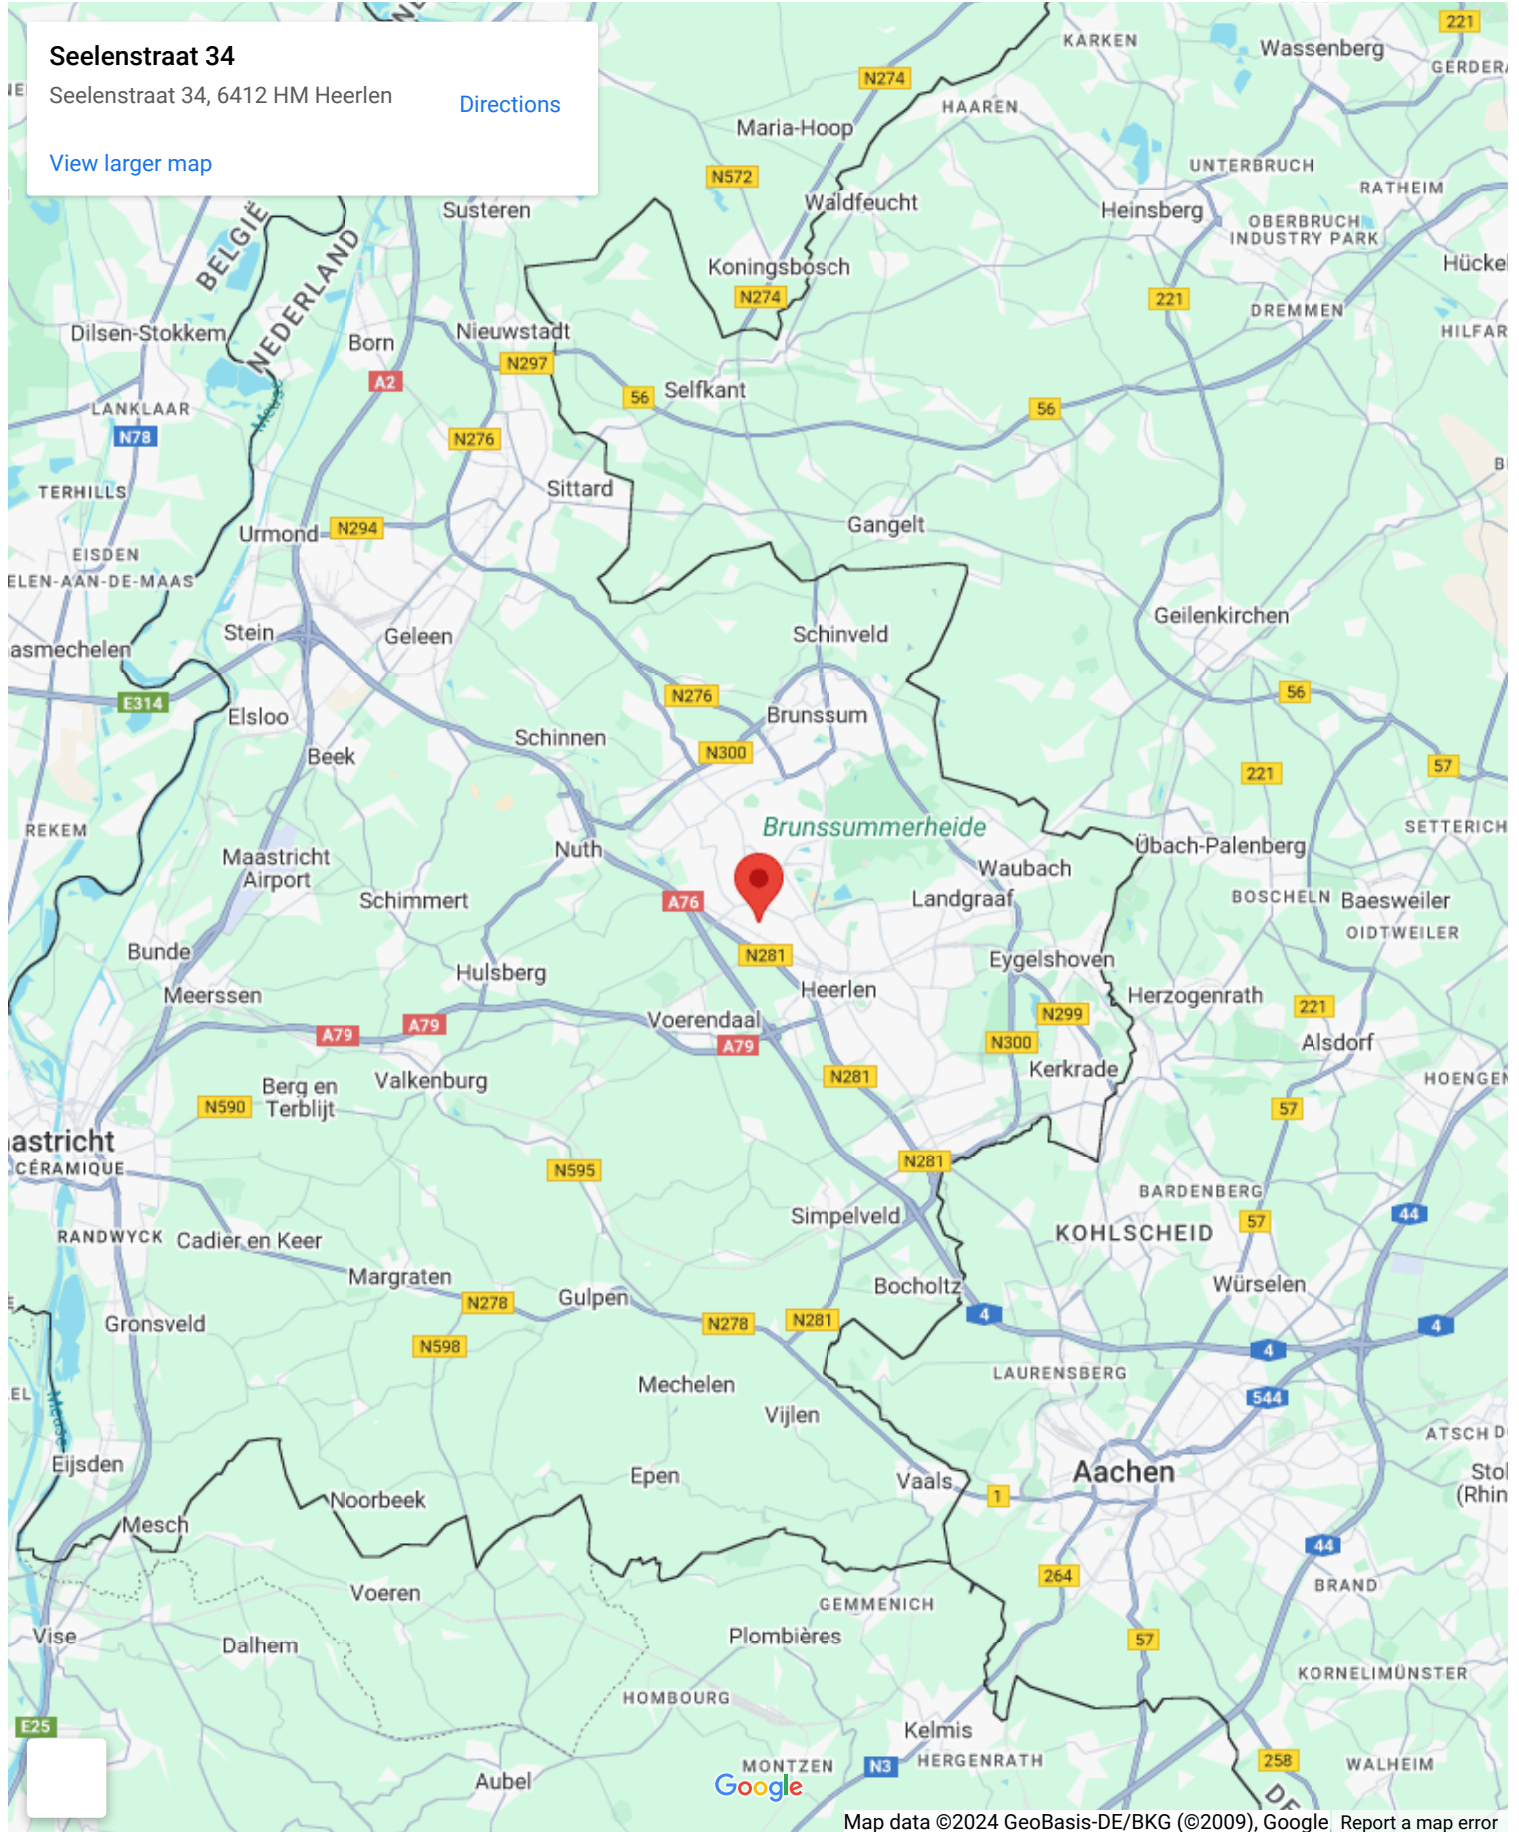 Seelenstraat 34
Seelenstraat 34, 6412 HM Heerlen
Directions
View larger map
221
KARKEN
Wassenberg
N274
HAAREN
Maria-Hoop
UNTERBRUCH
N572
RATHEIM
Waldfeucht
Susteren
Heinsberg
OBERBRUCH
INDUSTRY PARK
BELGIË
NEDERLAND
Koningsbosch
N274
221
DREMMEN
Dilsen-Stokkem
Born
Nieuwstadt
N297
A2
56
Selfkant
56
LANKLAAR
Meuse
N78
N276
TERHILLS
Sittard
Urmond
N294
Gangelt
EISDEN
ELEN-AAN-DE-MAAS
Geilenkirchen
Stein
Geleen
Schinveld
asmechelen
E314
N276
56
Elsloo
Brunssum
Beek
Schinnen
N300
221
57
REKEM
Brunssummerheide
SETTERICH
Maastricht
Airport
Nuth
Übach-Palenberg
Waubach
Schimmert
A76
Landgraaf
BOSCHELN
Baesweiler
OIDTWEILER
Bunde
N281
Eygelshoven
Hulsberg
Meerssen
Heerlen
Herzogenrath
221
N299
Voerendaal
A79
A79
A79
N300
Alsdorf
Kerkrade
Valkenburg
N281
Berg en
Terblijt
HOENGEN
N590
57
aastricht
CÉRAMIQUE
N595
N281
BARDENBERG
44
Simpelveld
57
RANDWYCK
Cadier en Keer
KOHLSCHEID
Margraten
Bocholtz
Würselen
Gulpen
N278
4
Gronsveld
N278
N281
4
N598
4
LAURENSBERG
Mechelen
544
Meuse
Vijlen
ATSCH
Eijsden
Epen
Vaals
Aachen
Stol
(Rhin
1
Noorbeek
Mesch
44
264
BRAND
Voeren
GEMMENICH
Vise
Dalhem
Plombières
57
KORNELIMÜNSTER
HOMBOURG
E25
Kelmis
MONTZEN
N3
HERGENRATH
258
WALHEIM
Aubel
Google
Map data ©2024 GeoBasis-DE/BKG (©2009), Google
Report a map error